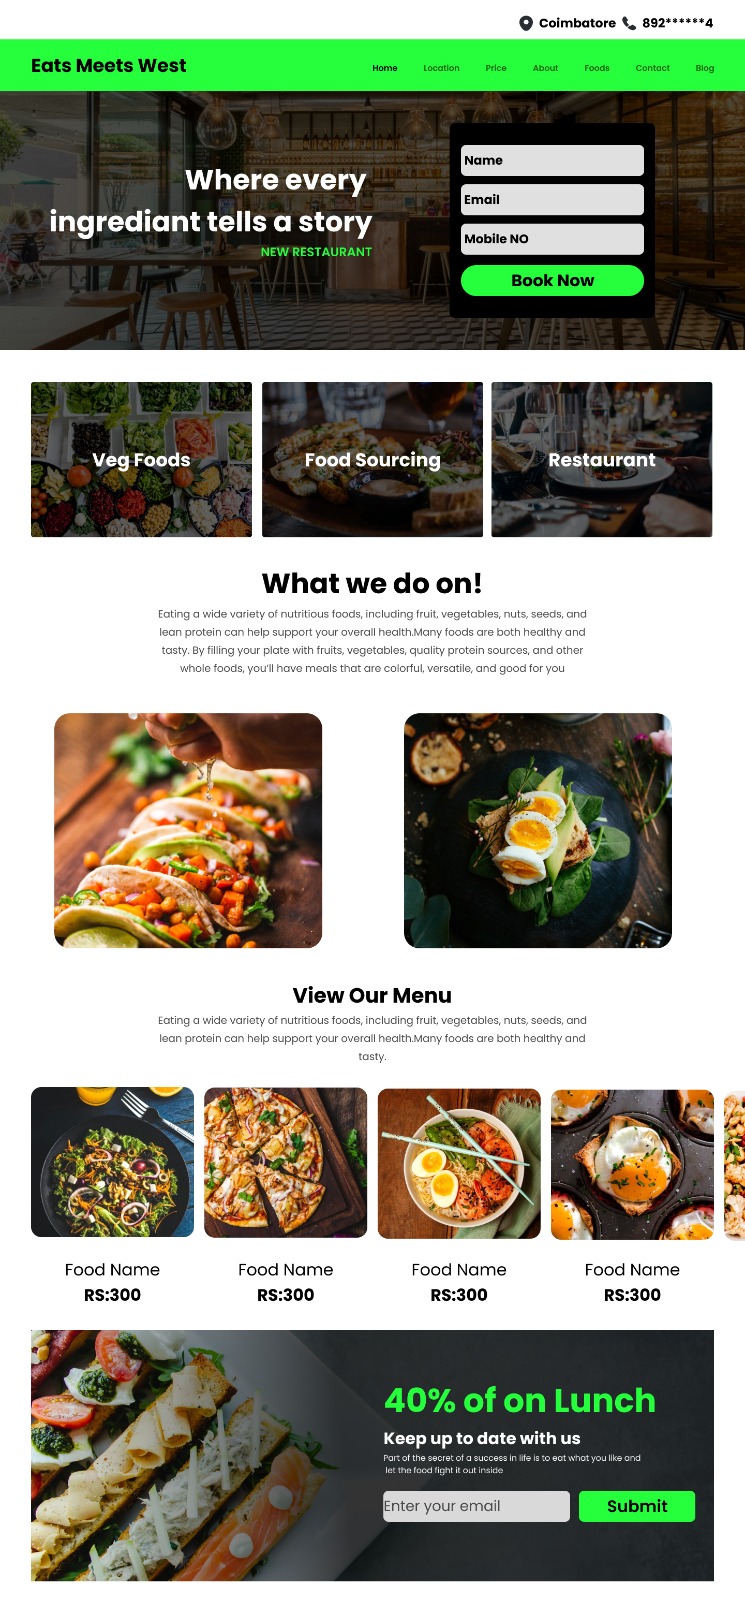 Coimbatore 892******4
Eats Meets West
Home Location Price About Foods Contact Blog
Where every
ingrediant tells a story
NEW RESTAURANT
Name
Email
Mobile NO
Book Now
Veg Foods
Food Sourcing
Restaurant
What we do on!
Eating a wide variety of nutritious foods, including fruit, vegetables, nuts, seeds, and
lean protein can help support your overall health.Many foods are both healthy and
tasty. By filling your plate with fruits, vegetables, quality protein sources, and other
whole foods, you’ll have meals that are colorful, versatile, and good for you
View Our Menu
Eating a wide variety of nutritious foods, including fruit, vegetables, nuts, seeds, and
lean protein can help support your overall health.Many foods are both healthy and
tasty.
Food Name
RS:300
Food Name
RS:300
Food Name
RS:300
Food Name
RS:300
40% of on Lunch
Keep up to date with us
Part of the secret of a success in life is to eat what you like and
let the food fight it out inside
Enter your email
Submit